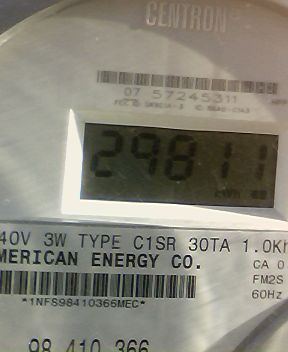 CENTRON
07 57245311
29811
kWh
40V 3W TYPE C1SR 30TA 1.0Kh
MERICAN ENERGY CO.
CA 0
FM2S
*1NFS98410366MEC*
60Hz
98 410 366